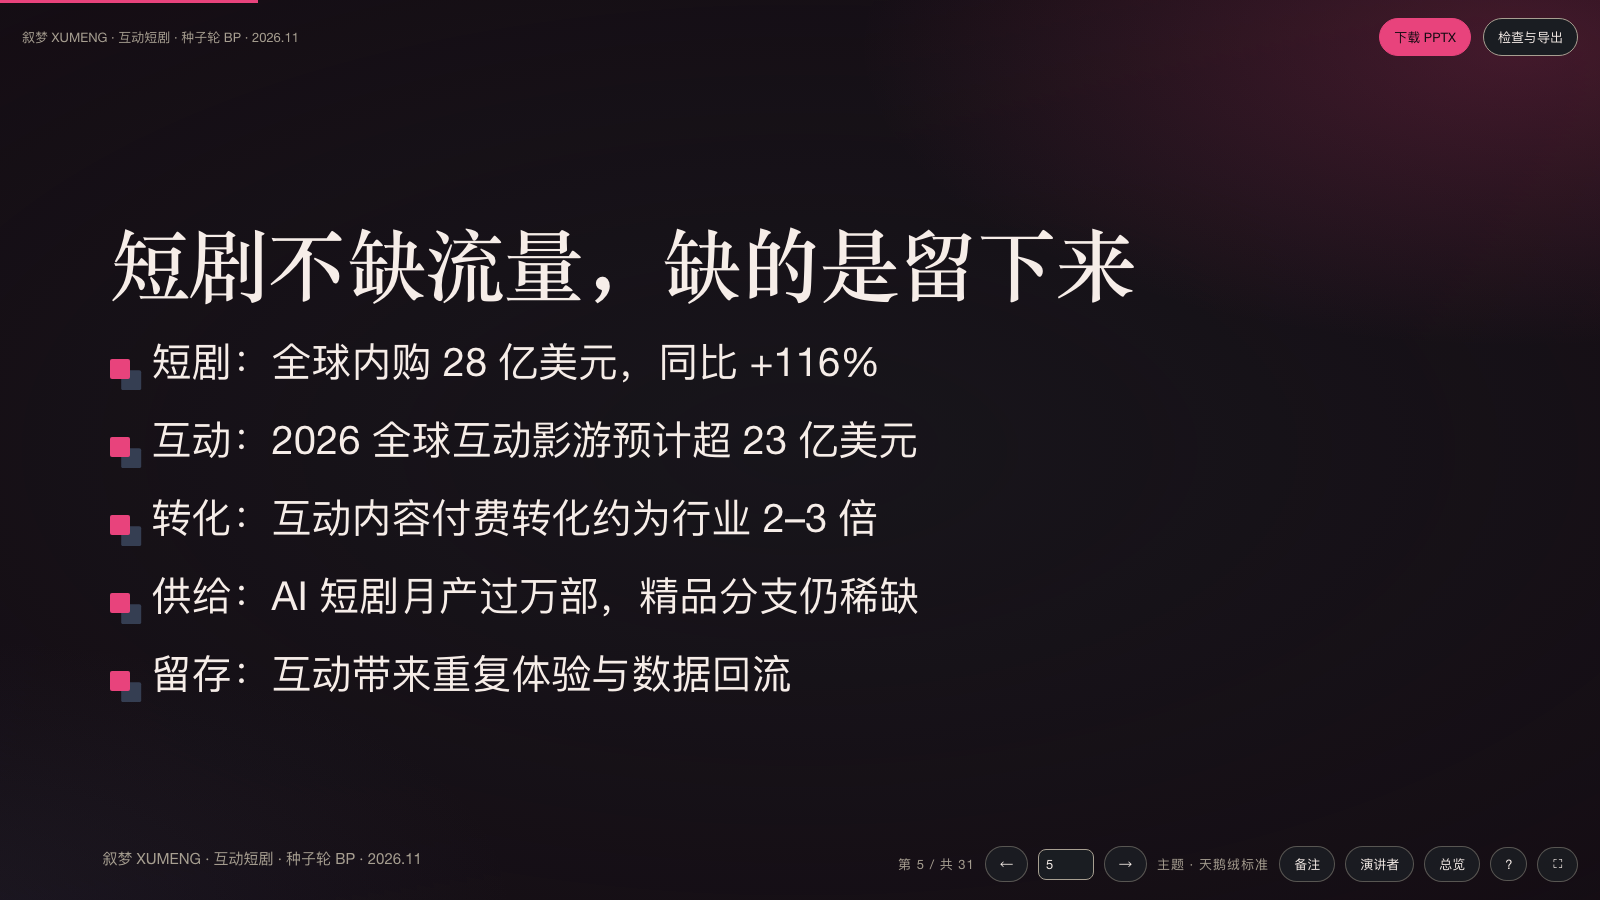 叙梦 XUMENG · 互动短剧 · 种子轮 BP · 2026.11
下载 PPTX
检查与导出
短剧不缺流量，缺的是留下来
短剧：全球内购 28 亿美元，同比 +116%
互动：2026 全球互动影游预计超 23 亿美元
转化：互动内容付费转化约为行业 2–3 倍
供给：AI 短剧月产过万部，精品分支仍稀缺
留存：互动带来重复体验与数据回流
叙梦 XUMENG · 互动短剧 · 种子轮 BP · 2026.11
第 5 / 共 31
←
5
→
主题 · 天鹅绒标准
备注
演讲者
总览
?